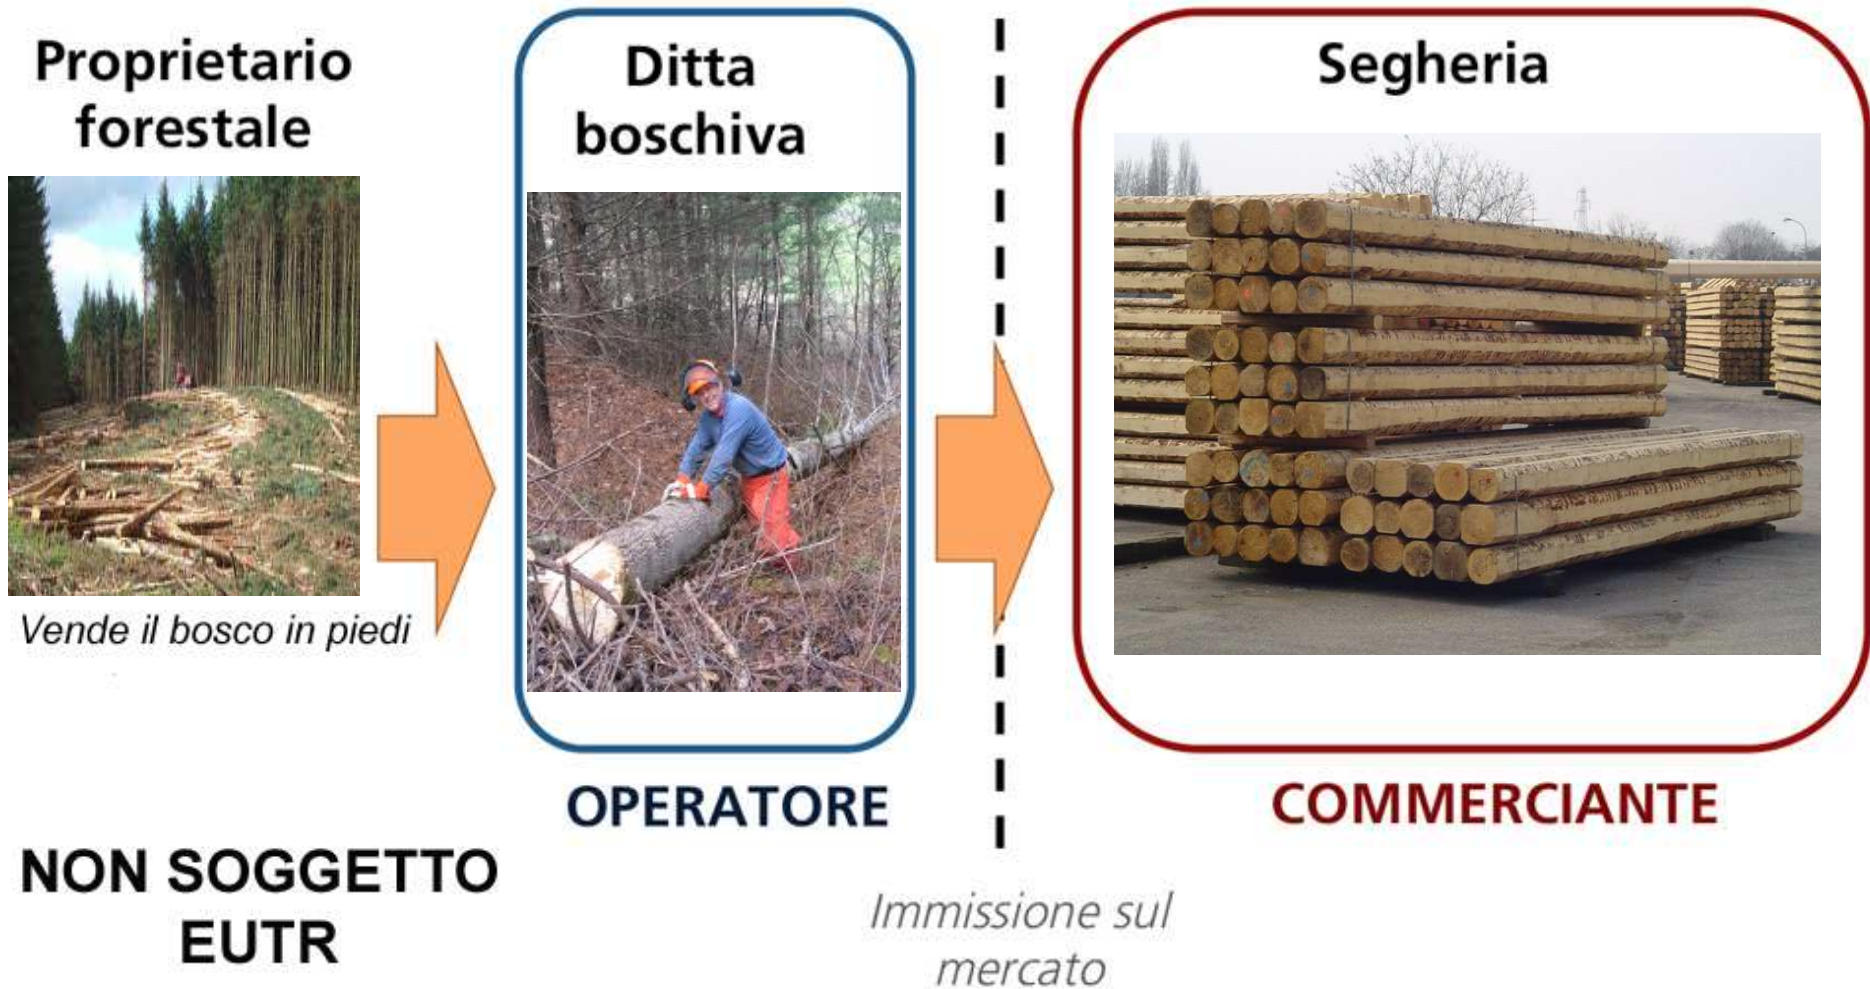 Proprietario
forestale
Vende il bosco in piedi
NON SOGGETTO
EUTR
Ditta
boschiva
OPERATORE
Immissione sul
mercato
Segheria
COMMERCIANTE